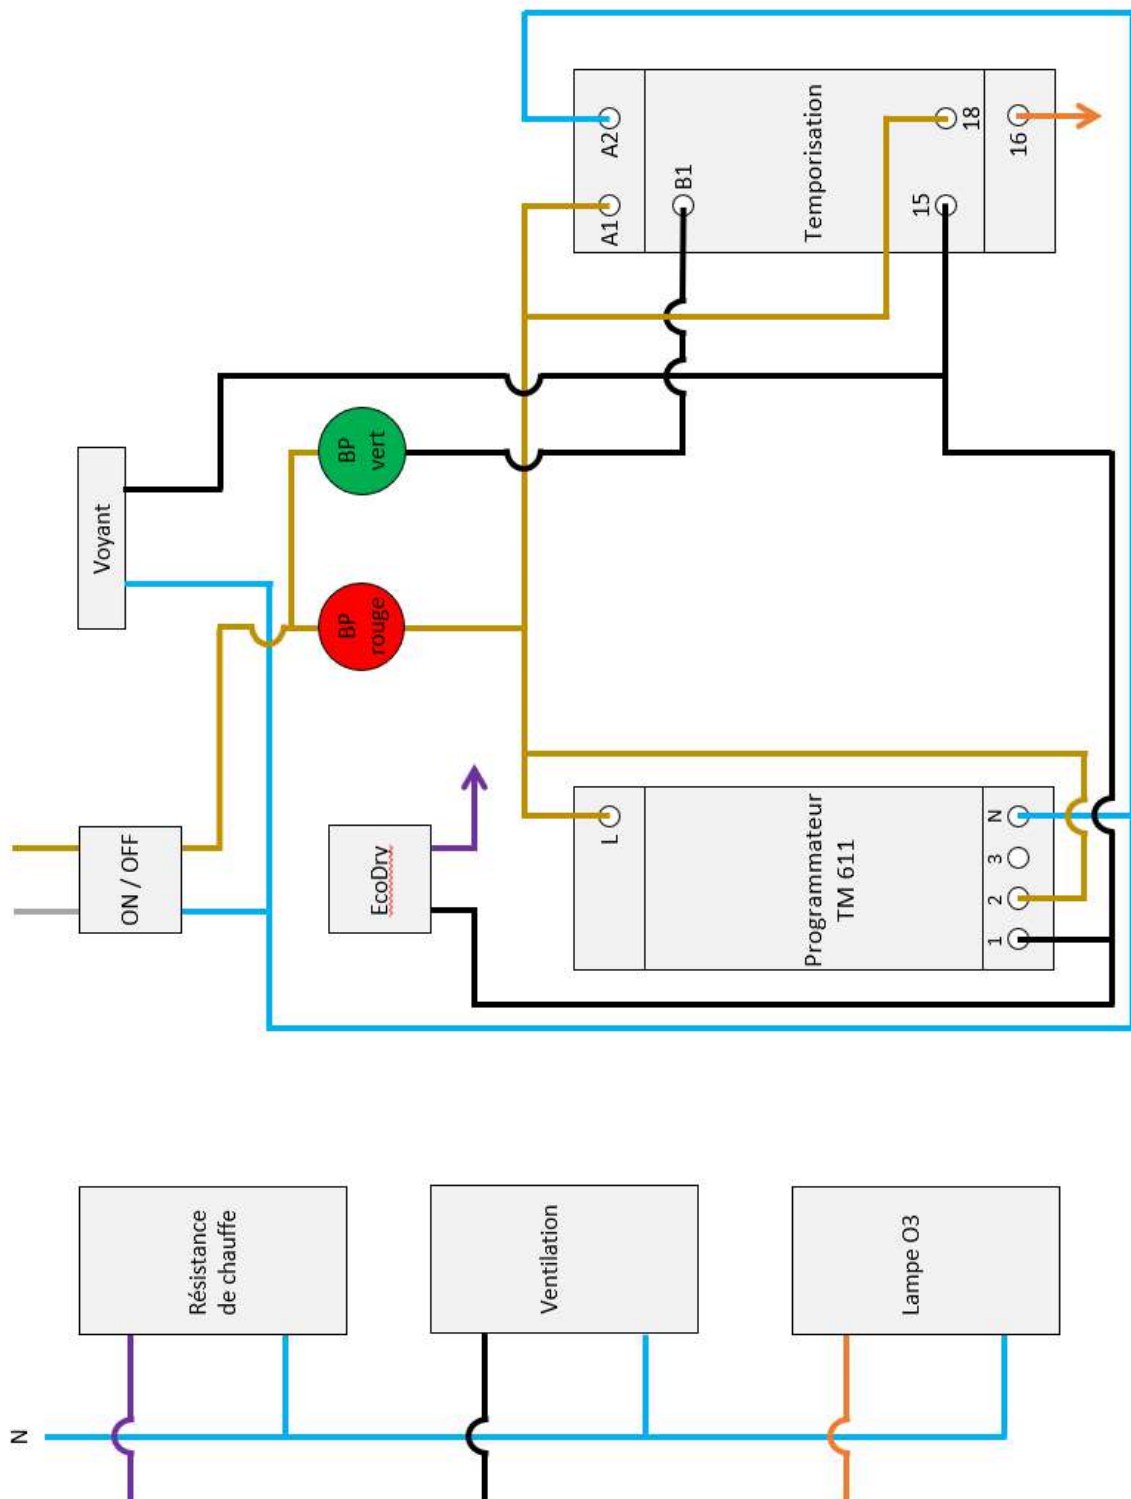 N
Résistance
de chauffe
ON / OFF
Voyant
EcoDry
BP
rouge
BP
vert
Ventilation
L
A1
A2
B1
Programmateur
TM 611
Temporisation
Lampe O3
15
18
1
2
3
N
16